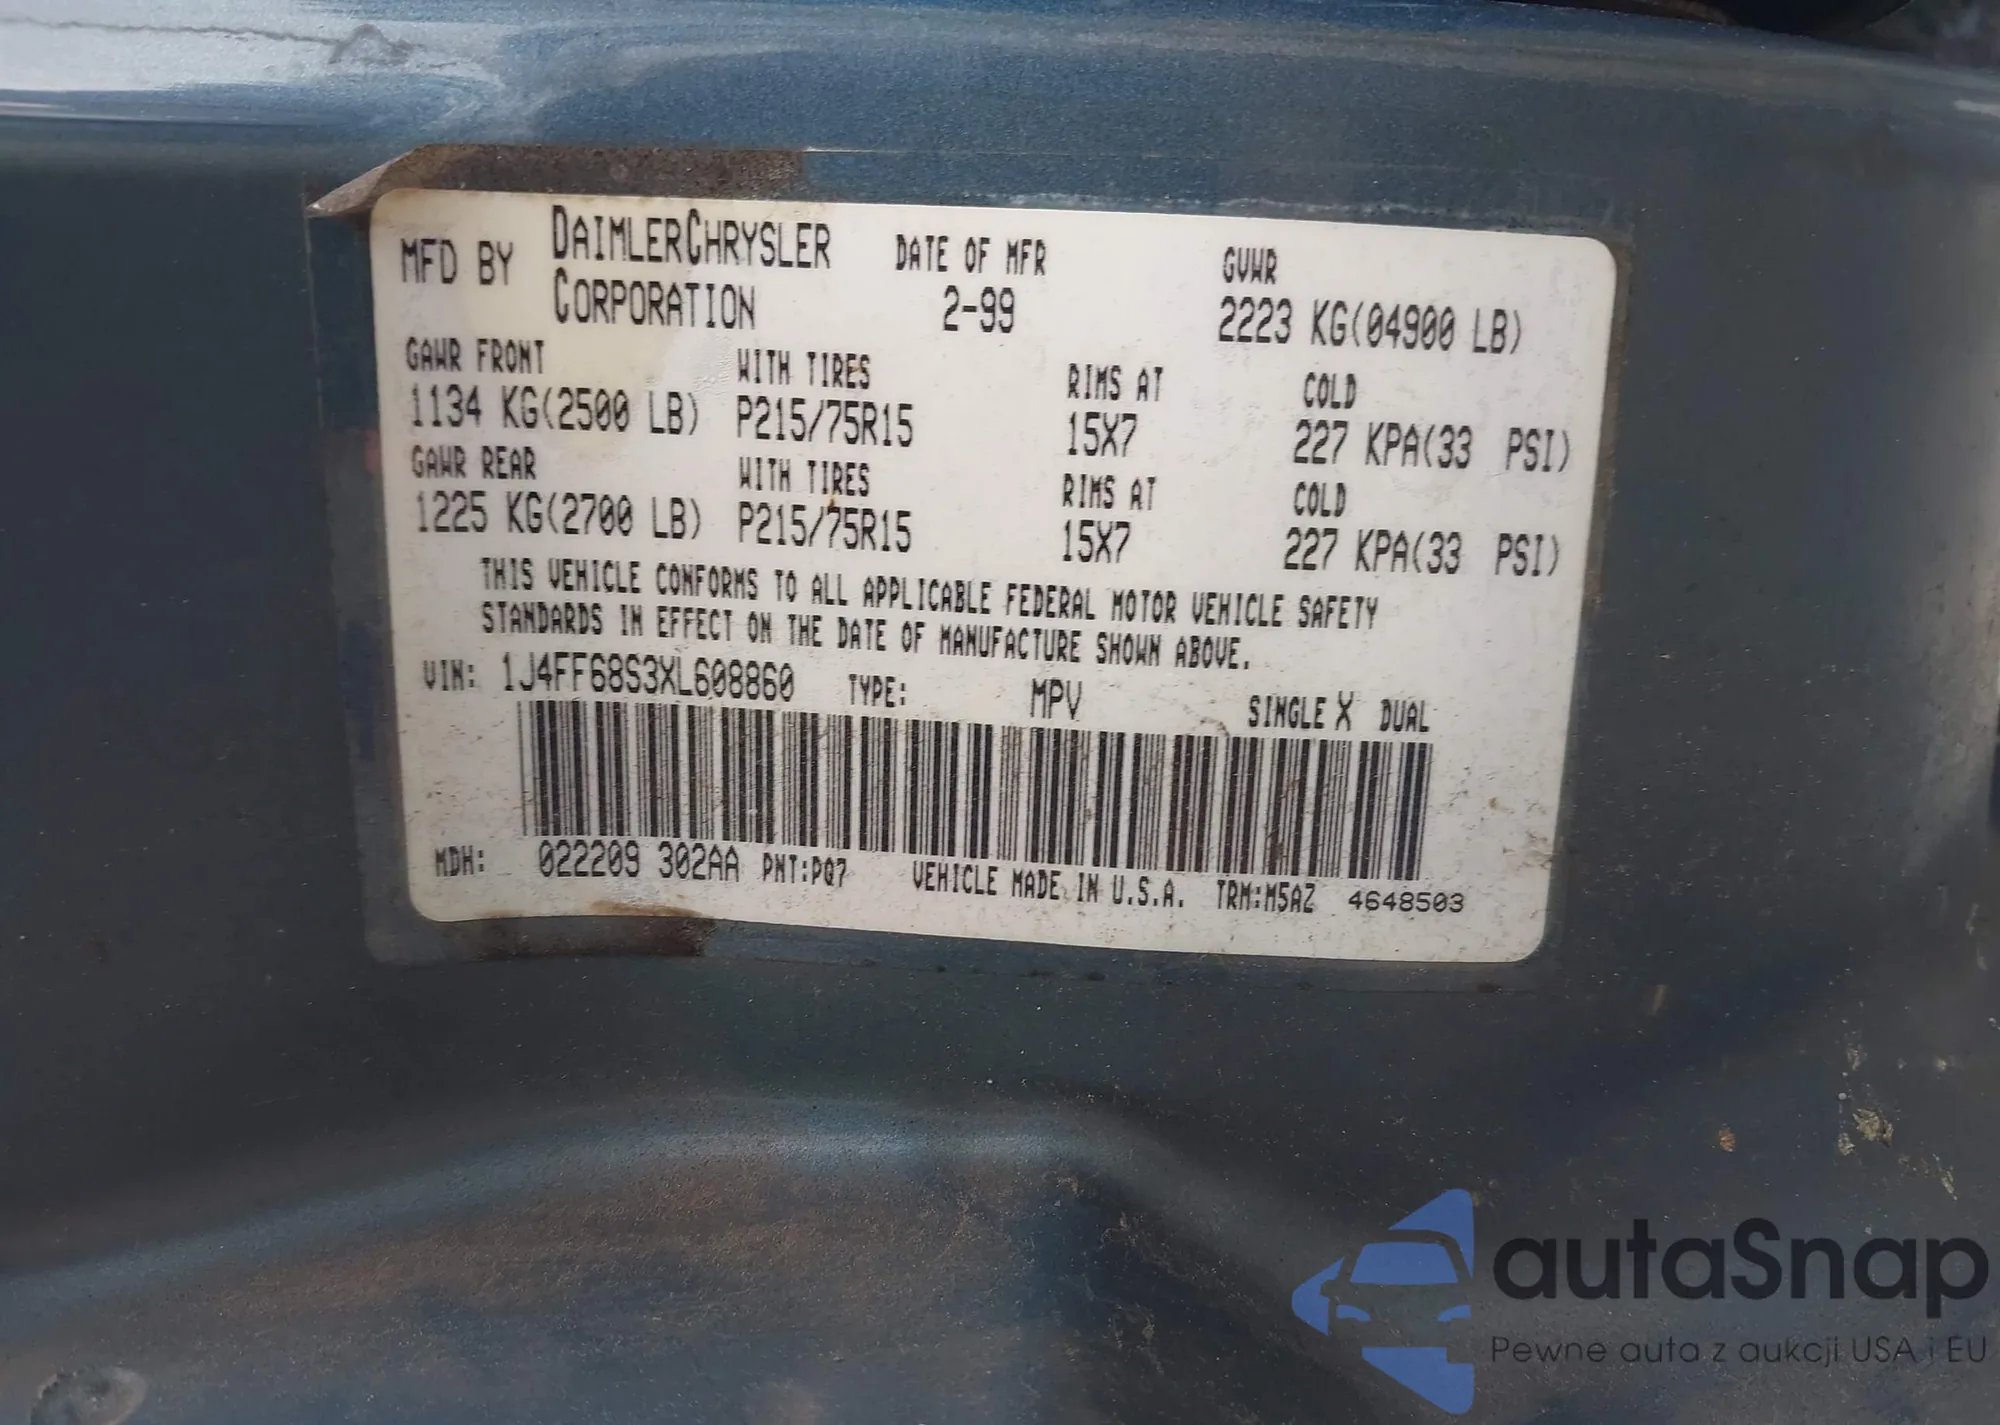 MFD BY DAIMLERCHRYSLER CORPORATION DATE OF MFR 2-99 GVWR 2223 KG(04900 LB)
GAWR FRONT WITH TIRES RIMS AT COLD
1134 KG(2500 LB) P215/75R15 15X7 227 KPA(33 PSI)
GAWR REAR WITH TIRES RIMS AT COLD
1225 KG(2700 LB) P215/75R15 15X7 227 KPA(33 PSI)
THIS VEHICLE CONFORMS TO ALL APPLICABLE FEDERAL MOTOR VEHICLE SAFETY
STANDARDS IN EFFECT ON THE DATE OF MANUFACTURE SHOWN ABOVE.
VIN: 1J4FF68S3XL608860 TYPE: MPV SINGLE X DUAL
MDH: 022209 302AA PNT:PQ7 VEHICLE MADE IN U.S.A. TRM:M5AZ 4648503
autaSnap
Pewne auta z aukcji USA i EU